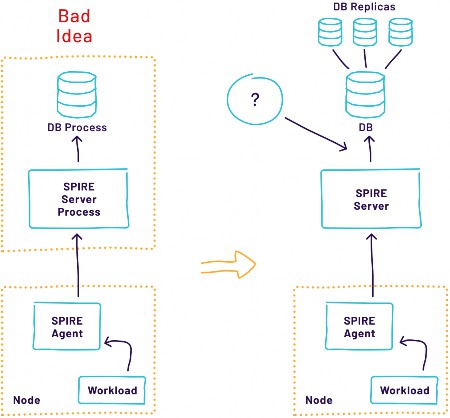 Bad
Idea
DB Process
SPIRE
Server
Process
SPIRE
Agent
Workload
Node
DB Replicas
?
DB
SPIRE
Server
SPIRE
Agent
Workload
Node